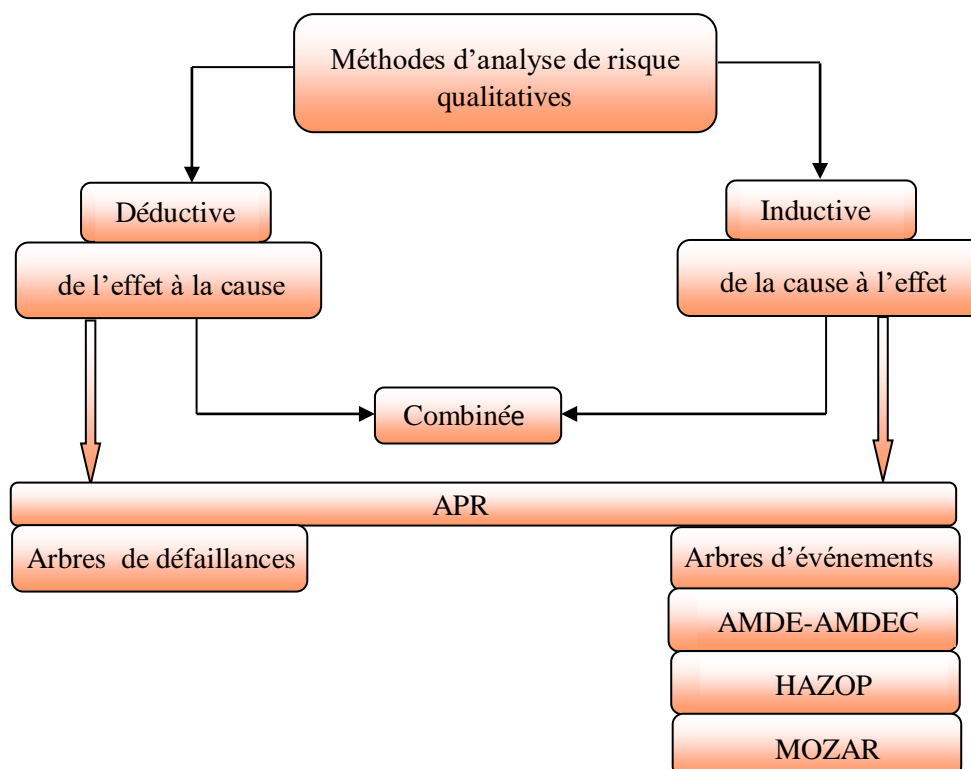 Méthodes d’analyse de risque
qualitatives
Déductive
Inductive
de l’effet à la cause
de la cause à l’effet
Combinée
APR
Arbres de défaillances
Arbres d’événements
AMDE-AMDEC
HAZOP
MOZAR